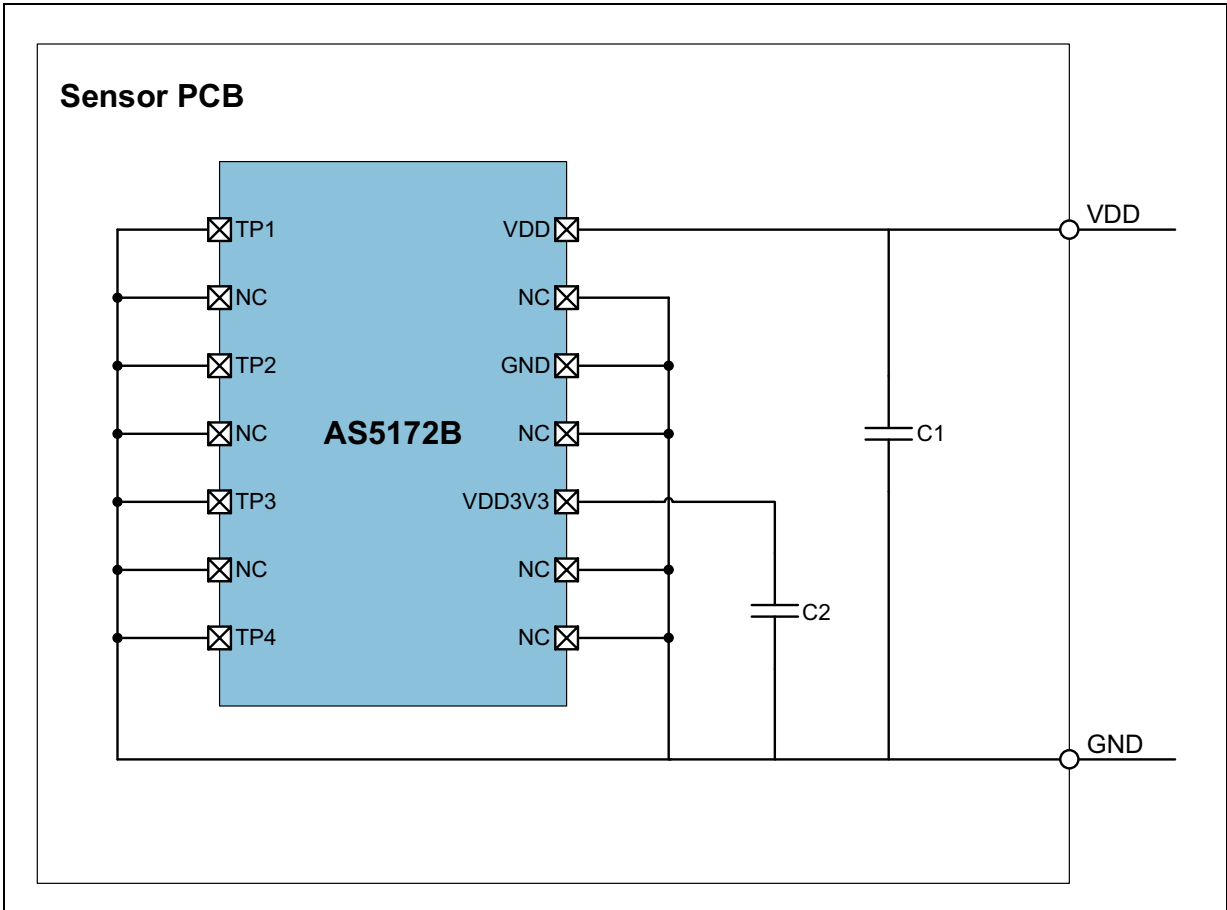 Sensor PCB
VDD
TP1 VDD
NC NC
TP2 GND
NC AS5172B NC C1
TP3 VDD3V3
NC NC
C2
TP4 NC
GND